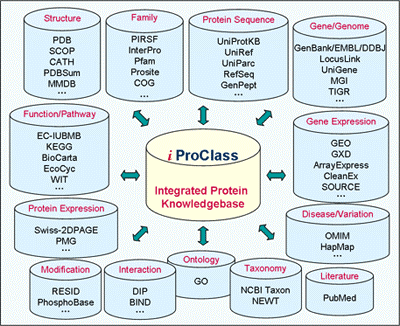 Structure
PDB
SCOP
CATH
PDBSum
MMDB
...
Family
PIRSF
InterPro
Pfam
Prosite
COG
...
Protein Sequence
UniProtKB
UniRef
UniParc
RefSeq
GenPept
...
Gene/Genome
GenBank/EMBL/DDBJ
LocusLink
UniGene
MGI
TIGR
...
Function/Pathway
EC-IUBMB
KEGG
BioCarta
EcoCyc
WIT
...
i ProClass
Integrated Protein
Knowledgebase
Gene Expression
GEO
GXD
ArrayExpress
CleanEx
SOURCE
...
Protein Expression
Swiss-2DPAGE
PMG
...
Disease/Variation
OMIM
HapMap
...
Modification
RESID
PhosphoBase
...
Interaction
DIP
BIND
...
Ontology
GO
Taxonomy
NCBI Taxon
NEWT
Literature
PubMed